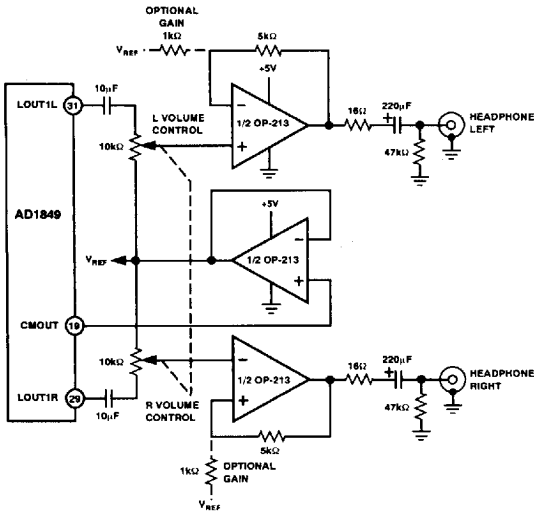 OPTIONAL
GAIN
1kΩ
5kΩ
VREF
+5V
10µF
LOUT1L
31
L VOLUME
CONTROL
−
1/2 OP-213
+
16Ω
220µF
+
HEADPHONE
LEFT
10kΩ
47kΩ
AD1849
+5V
−
VREF
1/2 OP-213
+
CMOUT
19
10kΩ
−
1/2 OP-213
+
16Ω
220µF
+
HEADPHONE
RIGHT
LOUT1R
29
10µF
R VOLUME
CONTROL
47kΩ
5kΩ
1kΩ
OPTIONAL
GAIN
VREF